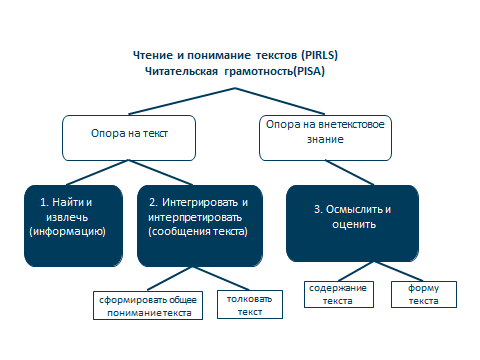 Чтение и понимание текстов (PIRLS)
Читательская грамотность(PISA)
Опора на текст
Опора на внетекстовое
знание
1. Найти и
извлечь
(информацию)
2. Интегрировать и
интерпретировать
(сообщения текста)
3. Осмыслить и
оценить
сформировать общее
понимание текста
толковать
текст
содержание
текста
форму
текста